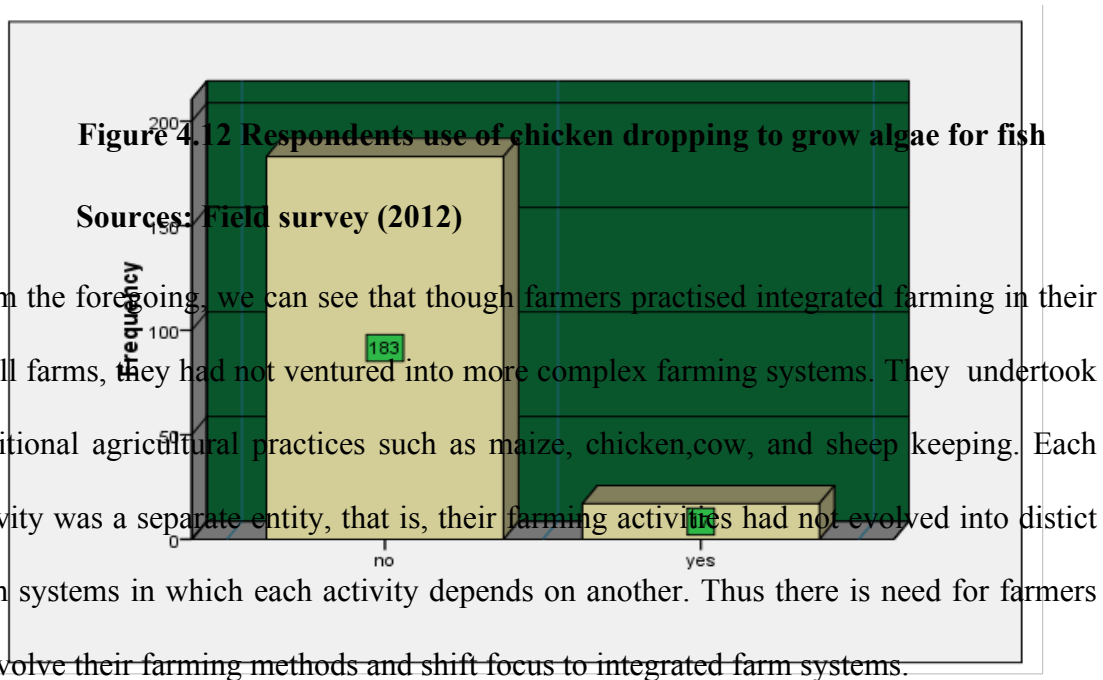 200
Figure 4.12 Respondents use of chicken dropping to grow algae for fish
Sources: Field survey (2012)
150
Frequency
m the foregoing, we can see that though farmers practised integrated farming in their
100
183
ll farms, they had not ventured into more complex farming systems. They undertook
50
itional agricultural practices such as maize, chicken,cow, and sheep keeping. Each
vity was a separate entity, that is, their farming activities had not evolved into distict
0
no yes
n systems in which each activity depends on another. Thus there is need for farmers
volve their farming methods and shift focus to integrated farm systems.